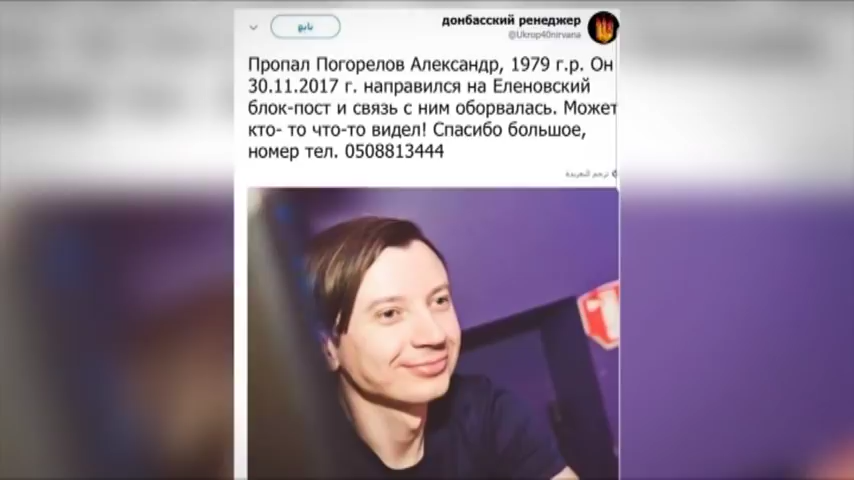 تابع
донбасский ренеджер
@Ukrop40nirvana
Пропал Погорелов Александр, 1979 г.р. Он
30.11.2017 г. направился на Еленовский
блок-пост и связь с ним оборвалась. Может
кто- то что-то видел! Спасибо большое,
номер тел. 0508813444
ترجم التغريدة